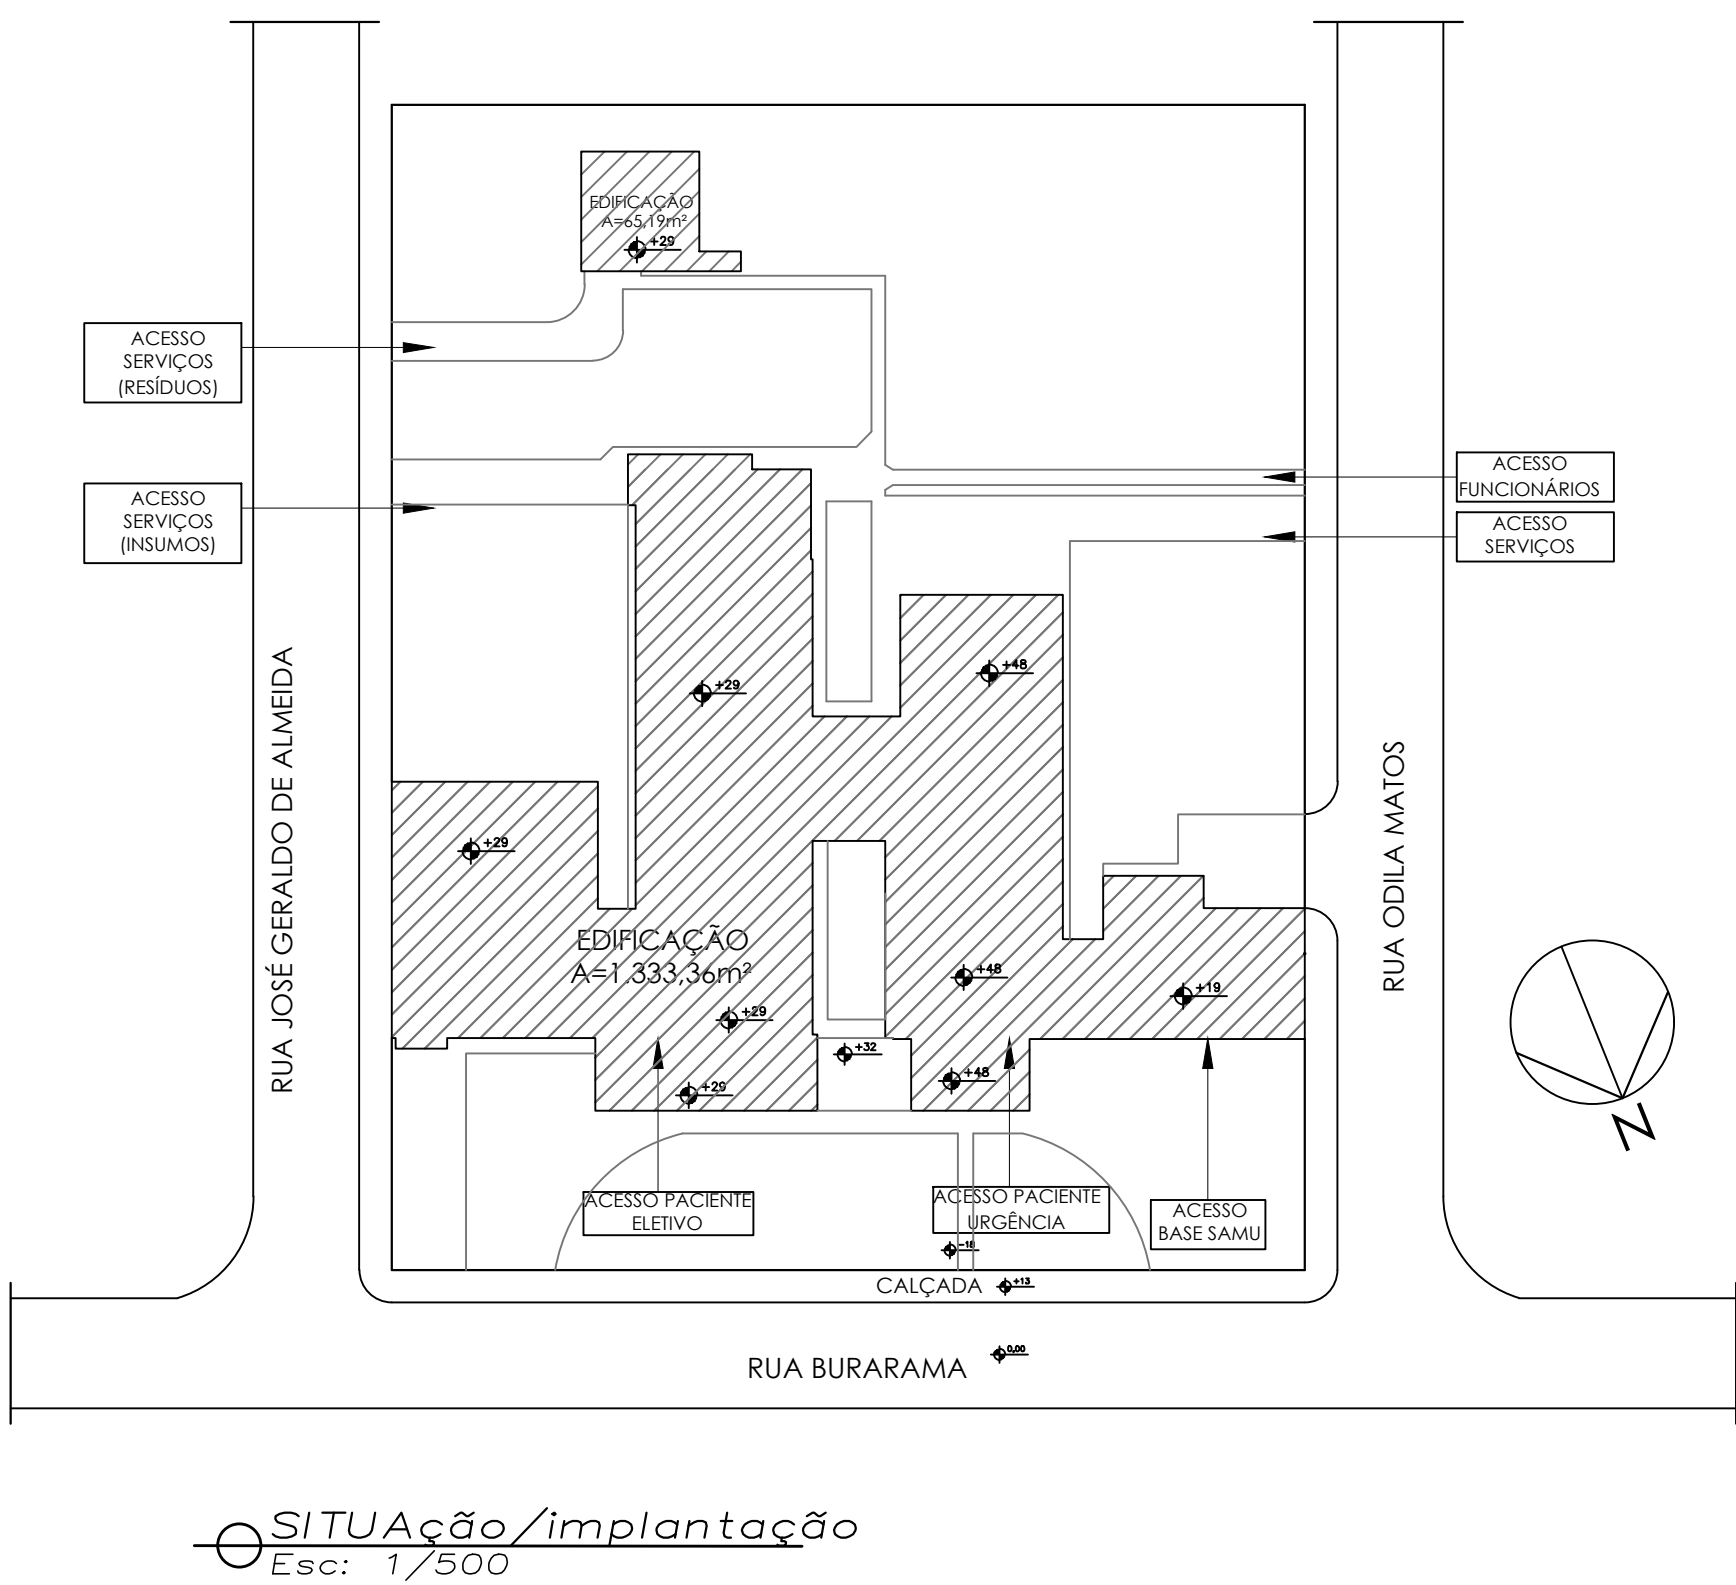 EDIFICAÇÃO
A=65,19m²
+29
ACESSO
SERVIÇOS
(RESÍDUOS)
ACESSO
SERVIÇOS
(INSUMOS)
ACESSO
FUNCIONÁRIOS
ACESSO
SERVIÇOS
+29
+48
+29
EDIFICAÇÃO
A=1.333,36m²
+48
+19
+29
+32
+48
+29
RUA JOSÉ GERALDO DE ALMEIDA
RUA ODILA MATOS
N
ACESSO PACIENTE
ELETIVO
ACESSO PACIENTE
URGÊNCIA
ACESSO
BASE SAMU
-18
CALÇADA
+13
RUA BURARAMA
0,00
SITUAção/implantação
Esc: 1/500